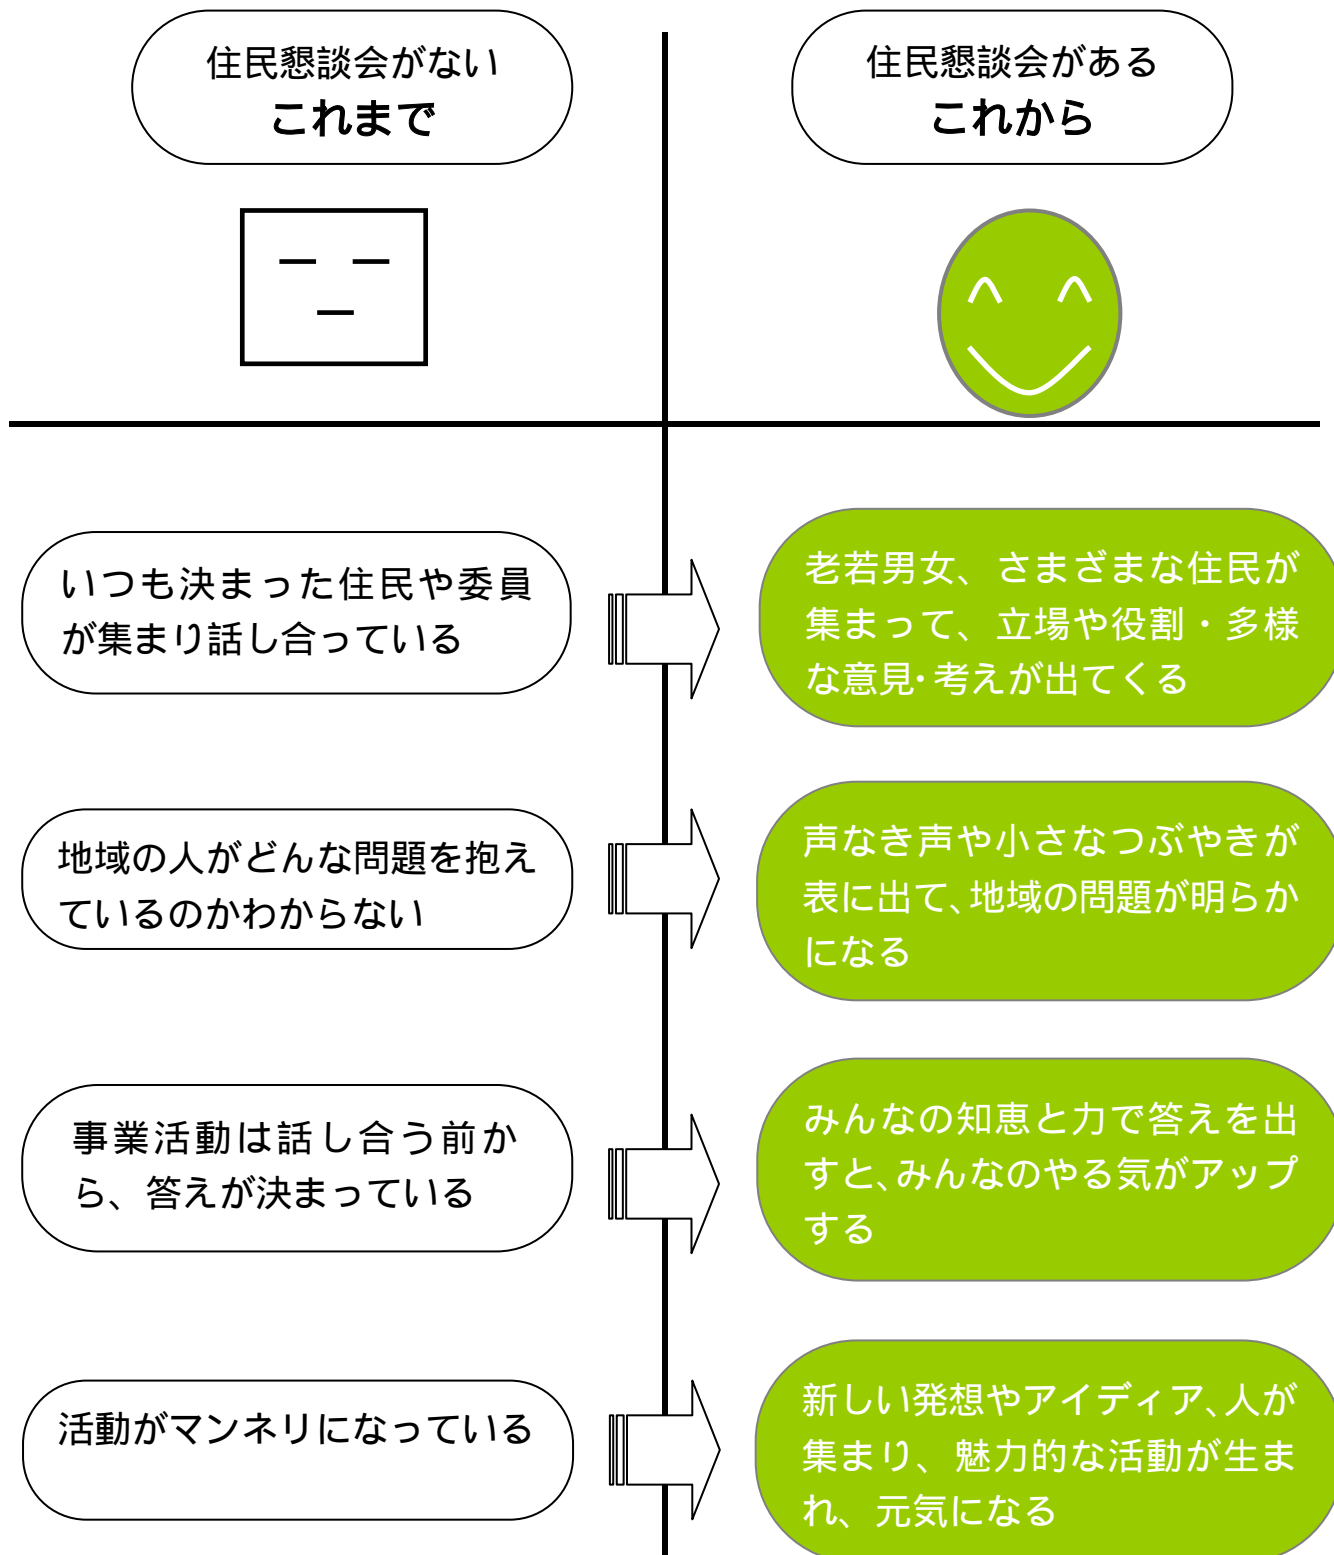 住民懇談会がない
これまで
住民懇談会がある
これから
いつも決まった住民や委員
が集まり話し合っている
老若男女、さまざまな住民が
集まって、立場や役割・多様
な意見・考えが出てくる
地域の人がどんな問題を抱え
ているのかわからない
声なき声や小さなつぶやきが
表に出て、地域の問題が明らか
になる
事業活動は話し合う前か
ら、答えが決まっている
みんなの知恵と力で答えを出
すと、みんなのやる気がアップ
する
活動がマンネリになっている
新しい発想やアイディア、人が
集まり、魅力的な活動が生ま
れ、元気になる